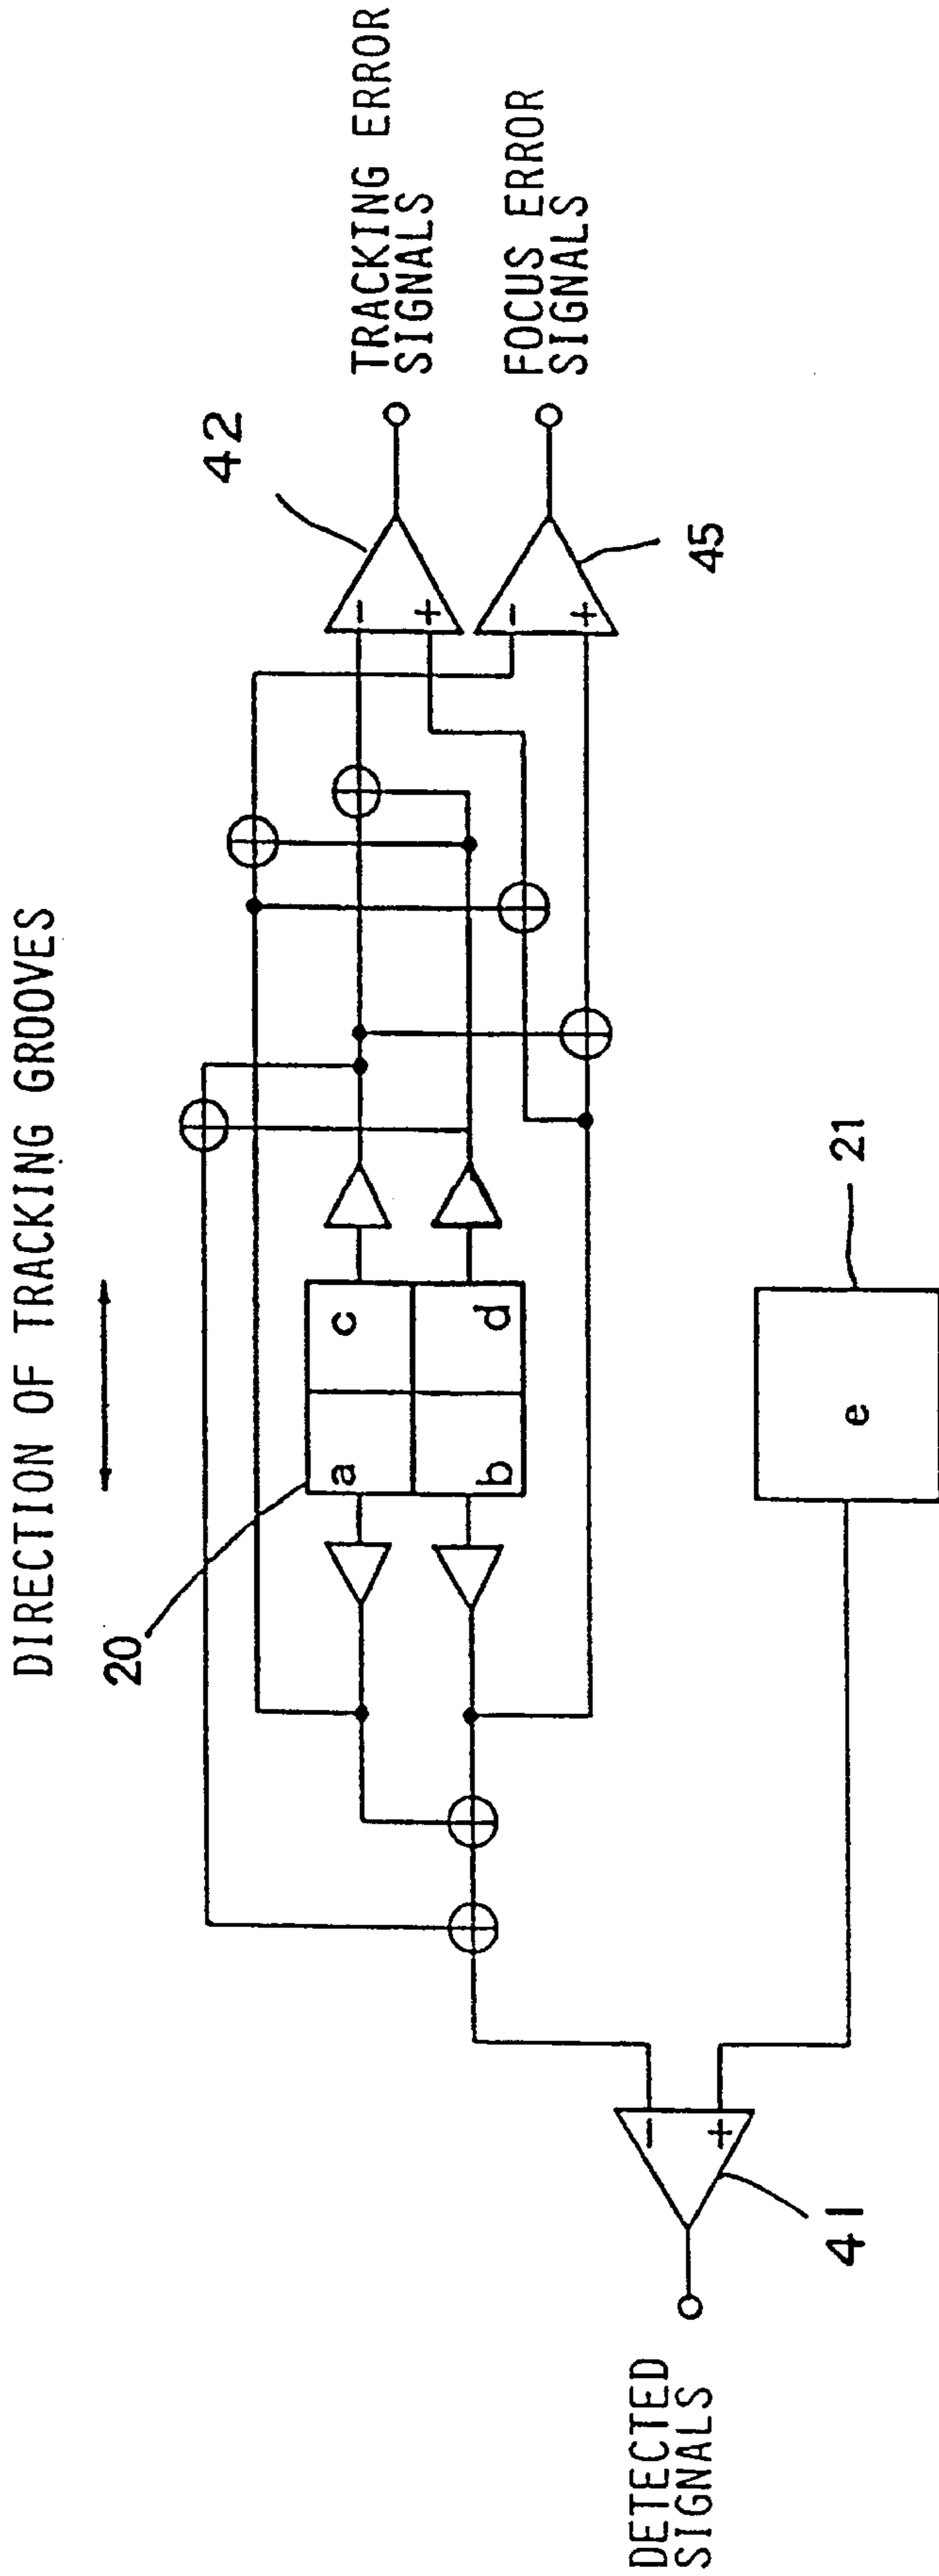 DIRECTION OF TRACKING GROOVES
20
42
TRACKING ERROR
SIGNALS
a
c
b
d
-
+
FOCUS ERROR
SIGNALS
-
+
45
e
21
-
+
41
DETECTED
SIGNALS